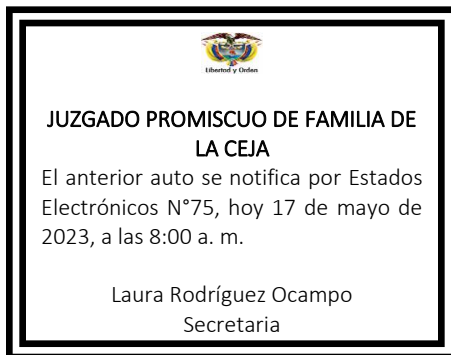 Libertad y Orden
JUZGADO PROMISCUO DE FAMILIA DE
LA CEJA
El anterior auto se notifica por Estados
Electrónicos N°75, hoy 17 de mayo de
2023, a las 8:00 a. m.
Laura Rodríguez Ocampo
Secretaria